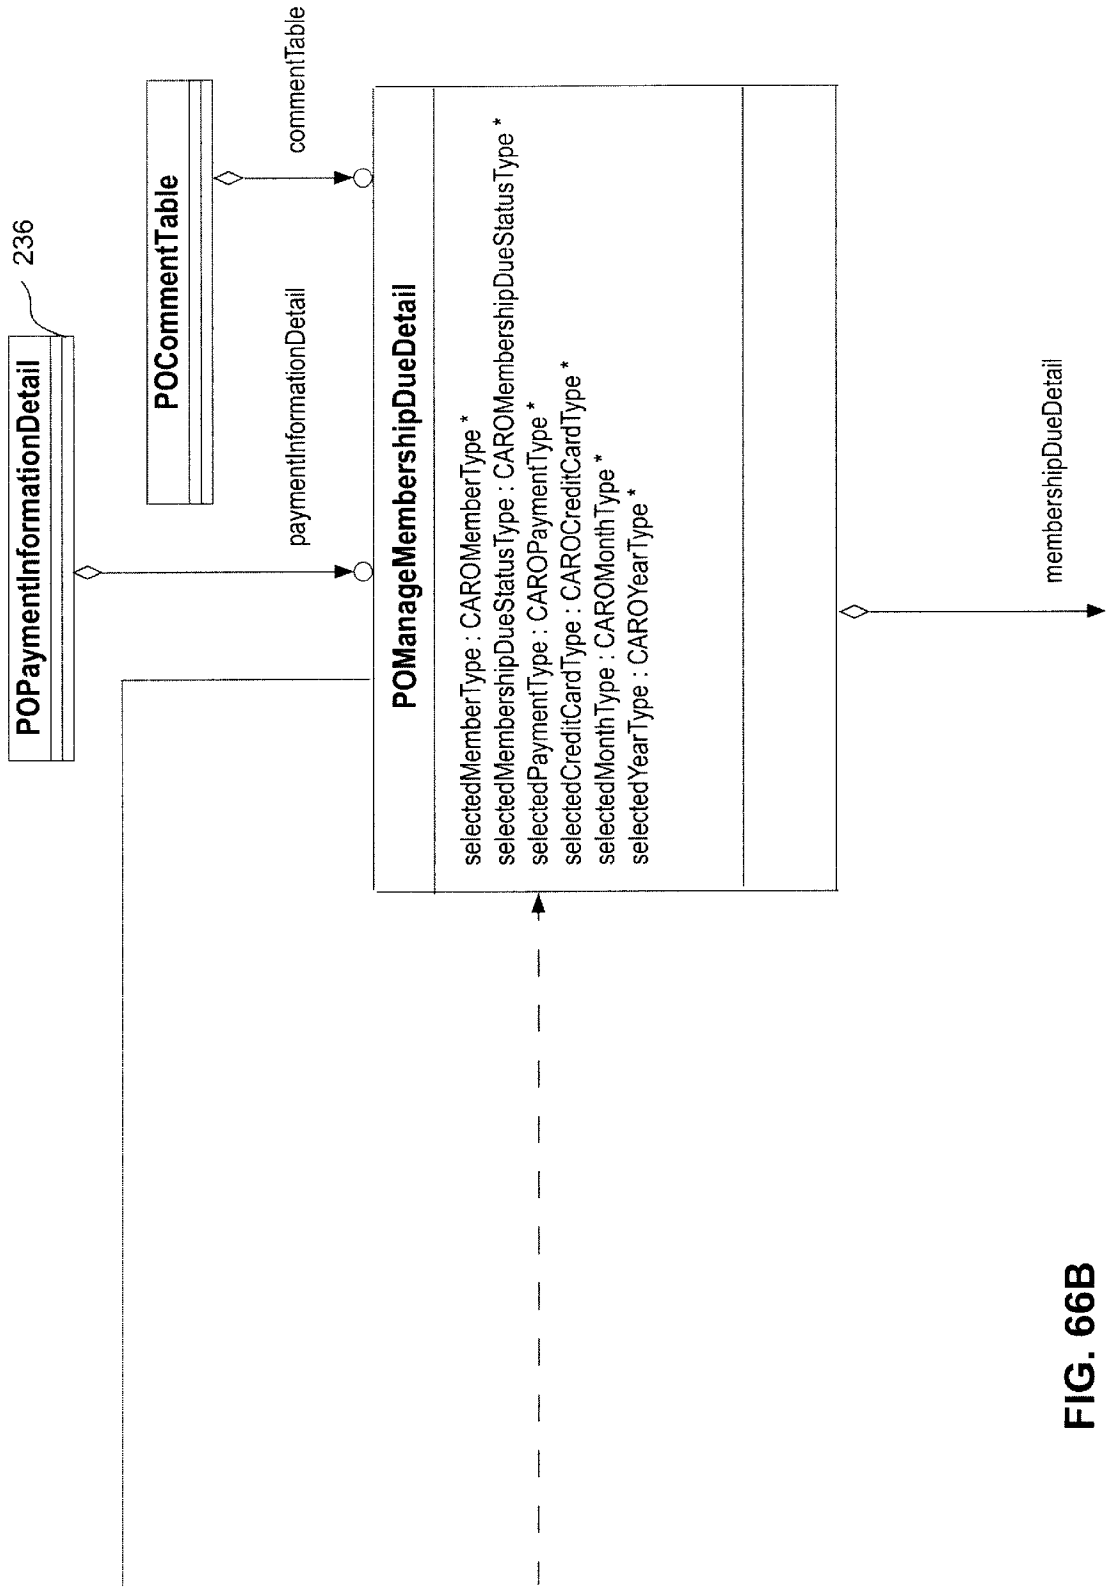 POPaymentInformationDetail
236
POCommentTable
paymentInformationDetail
commentTable
POManageMembershipDueDetail
selectedMemberType : CAROMemberType *
selectedMembershipDueStatusType : CAROMembershipDueStatusType *
selectedPaymentType : CAROPaymentType *
selectedCreditCardType : CAROCreditCardType *
selectedMonthType : CAROMonthType *
selectedYearType : CAROYearType *
membershipDueDetail
FIG. 66B